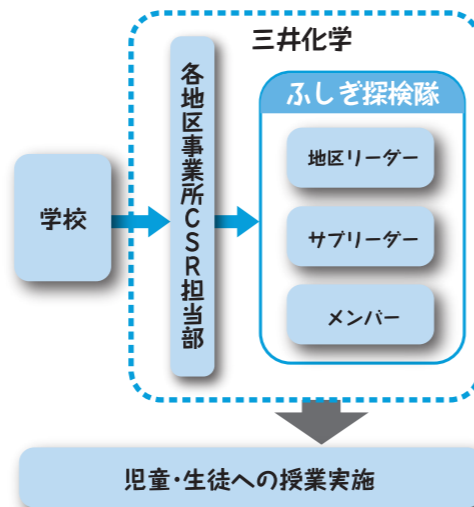 三井化学
学校
各地区事業所CSR担当部
ふしぎ探検隊
地区リーダー
サブリーダー
メンバー
児童・生徒への授業実施